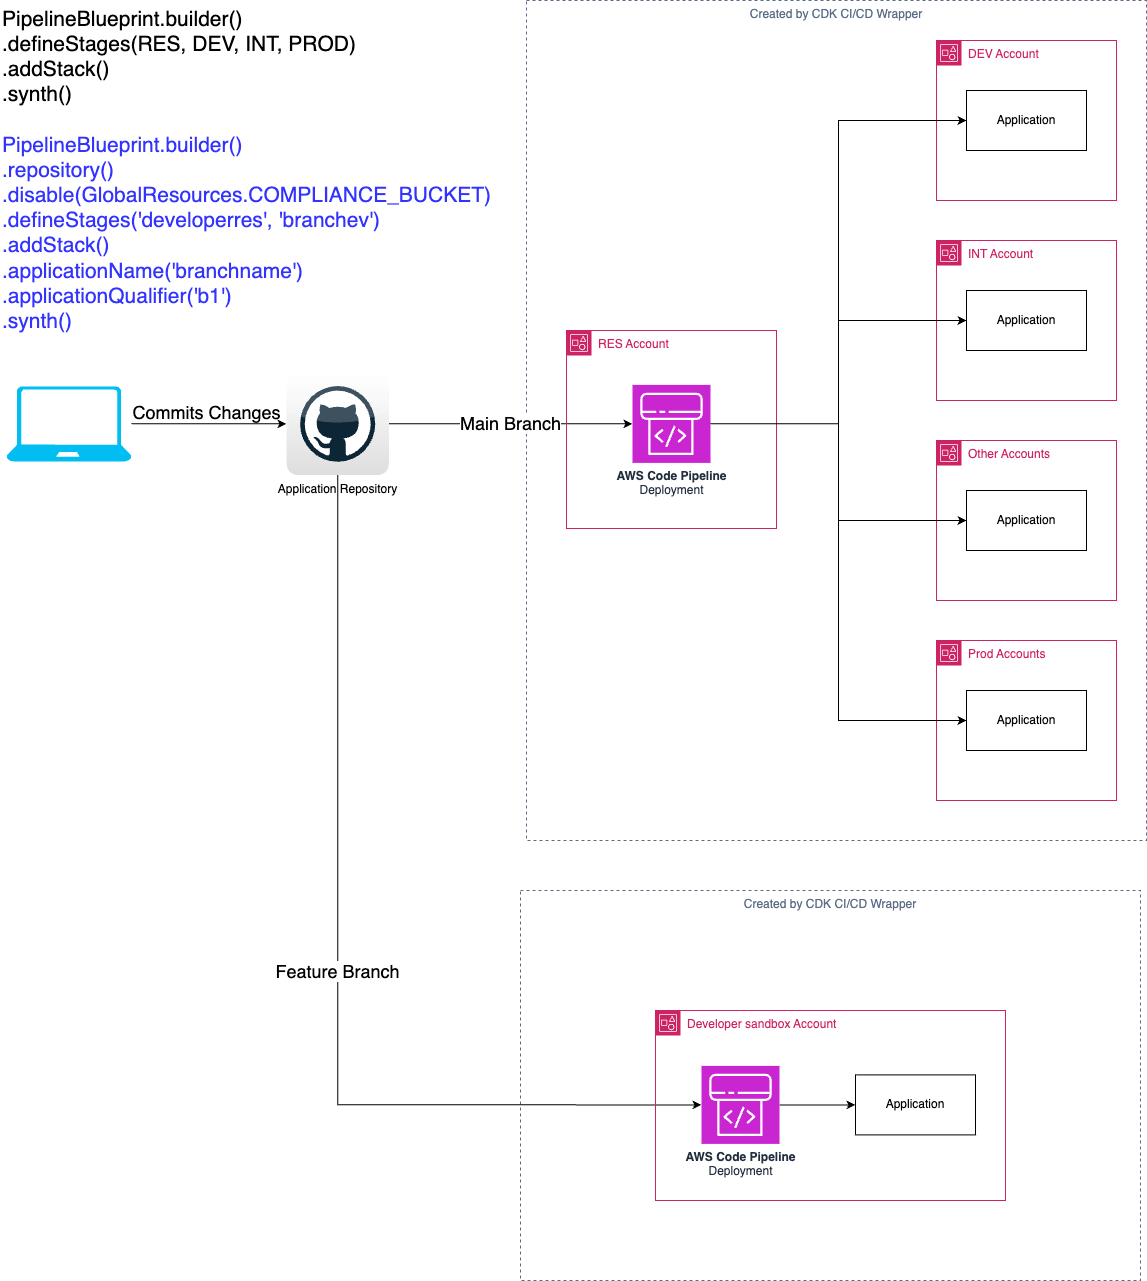 PipelineBlueprint.builder()
.defineStages(RES, DEV, INT, PROD)
.addStack()
.synth()
PipelineBlueprint.builder()
.repository()
.disable(GlobalResources.COMPLIANCE_BUCKET)
.defineStages('developerres', 'branchev')
.addStack()
.applicationName('branchname')
.applicationQualifier('b1')
.synth()
Commits Changes
Application Repository
Main Branch
Feature Branch
Created by CDK CI/CD Wrapper
RES Account
AWS Code Pipeline
Deployment
DEV Account
Application
INT Account
Application
Other Accounts
Application
Prod Accounts
Application
Created by CDK CI/CD Wrapper
Developer sandbox Account
AWS Code Pipeline
Deployment
Application